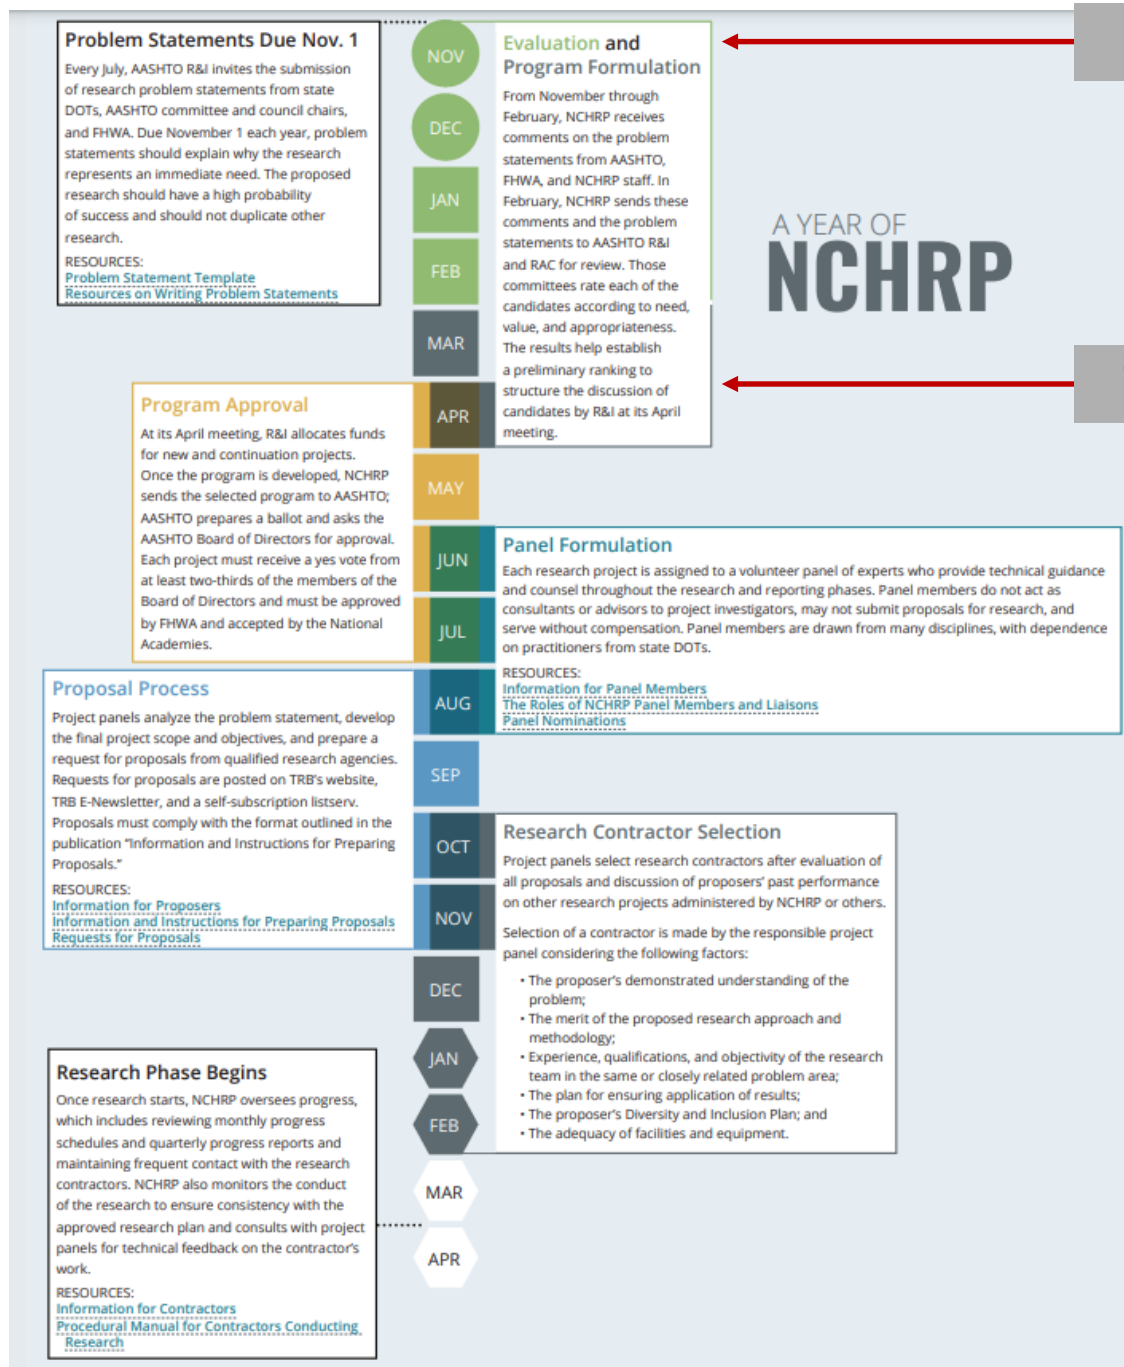 Problem Statements Due Nov. 1
Every July, AASHTO R&I invites the submission
of research problem statements from state
DOTs, AASHTO committee and council chairs,
and FHWA. Due November 1 each year, problem
statements should explain why the research
represents an immediate need. The proposed
research should have a high probability
of success and should not duplicate other
research.
RESOURCES:
Problem Statement Template
Resources on Writing Problem Statements
NOV
DEC
JAN
FEB
MAR
Evaluation and
Program Formulation
From November through
February, NCHRP receives
comments on the problem
statements from AASHTO,
FHWA, and NCHRP staff. In
February, NCHRP sends these
comments and the problem
statements to AASHTO R&I
and RAC for review. Those
committees rate each of the
candidates according to need,
value, and appropriateness.
The results help establish
a preliminary ranking to
structure the discussion of
candidates by R&I at its April
meeting.
A YEAR OF
NCHRP
Program Approval
At its April meeting, R&I allocates funds
for new and continuation projects.
Once the program is developed, NCHRP
sends the selected program to AASHTO;
AASHTO prepares a ballot and asks the
AASHTO Board of Directors for approval.
Each project must receive a yes vote from
at least two-thirds of the members of the
Board of Directors and must be approved
by FHWA and accepted by the National
Academies.
APR
MAY
JUN
JUL
Panel Formulation
Each research project is assigned to a volunteer panel of experts who provide technical guidance
and counsel throughout the research and reporting phases. Panel members do not act as
consultants or advisors to project investigators, may not submit proposals for research, and
serve without compensation. Panel members are drawn from many disciplines, with dependence
on practitioners from state DOTs.
RESOURCES:
Information for Panel Members
The Roles of NCHRP Panel Members and Liaisons
Panel Nominations
Proposal Process
Project panels analyze the problem statement, develop
the final project scope and objectives, and prepare a
request for proposals from qualified research agencies.
Requests for proposals are posted on TRB's website,
TRB E-Newsletter, and a self-subscription listserv.
Proposals must comply with the format outlined in the
publication "Information and Instructions for Preparing
Proposals."
RESOURCES:
Information for Proposers
Information and Instructions for Preparing Proposals
Requests for Proposals
AUG
SEP
OCT
NOV
DEC
JAN
FEB
MAR
APR
Research Contractor Selection
Project panels select research contractors after evaluation of
all proposals and discussion of proposers' past performance
on other research projects administered by NCHRP or others.
Selection of a contractor is made by the responsible project
panel considering the following factors:
• The proposer's demonstrated understanding of the
problem;
• The merit of the proposed research approach and
methodology;
• Experience, qualifications, and objectivity of the research
team in the same or closely related problem area;
• The plan for ensuring application of results;
• The proposer's Diversity and Inclusion Plan; and
• The adequacy of facilities and equipment.
Research Phase Begins
Once research starts, NCHRP oversees progress,
which includes reviewing monthly progress
schedules and quarterly progress reports and
maintaining frequent contact with the research
contractors. NCHRP also monitors the conduct
of the research to ensure consistency with the
approved research plan and consults with project
panels for technical feedback on the contractor's
work.
RESOURCES:
Information for Contractors
Procedural Manual for Contractors Conducting
Research